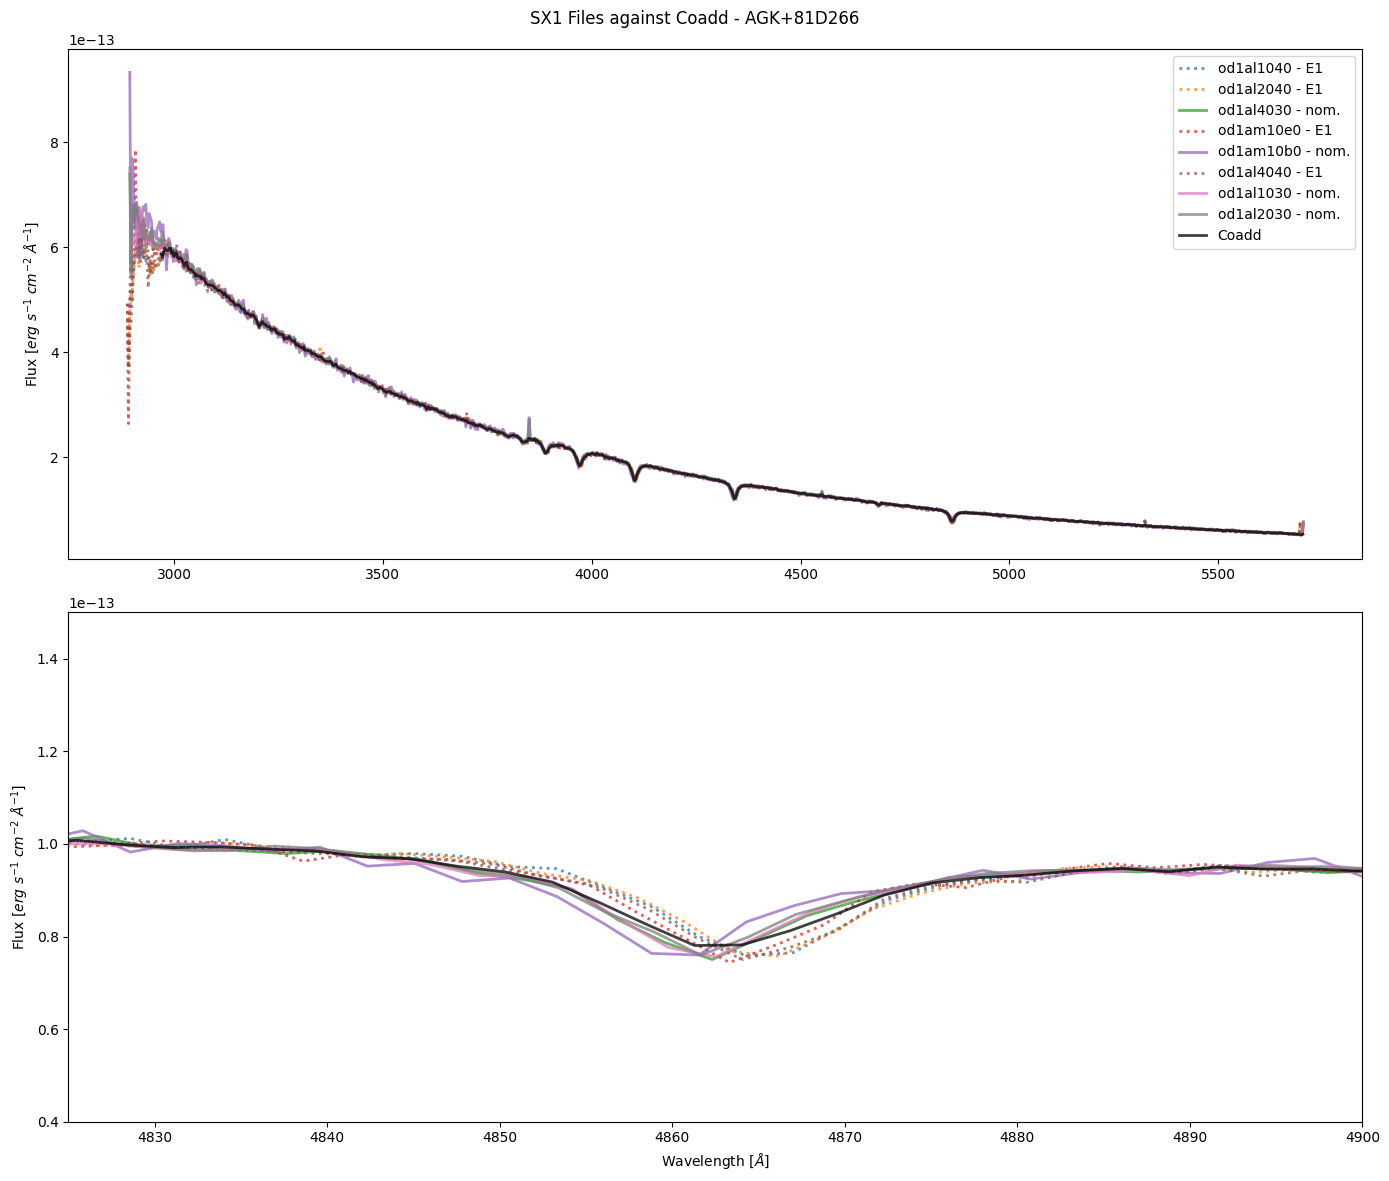 SX1 Files against Coadd - AGK+81D266
1e−13
od1al1040 - E1
od1al2040 - E1
od1al4030 - nom.
od1am10e0 - E1
od1am10b0 - nom.
od1al4040 - E1
od1al1030 - nom.
od1al2030 - nom.
Coadd
8
6
4
2
Flux [erg s⁻¹ cm⁻² Å⁻¹]
3000 3500 4000 4500 5000 5500
1e−13
1.4
1.2
1.0
0.8
0.6
0.4
Flux [erg s⁻¹ cm⁻² Å⁻¹]
4830 4840 4850 4860 4870 4880 4890 4900
Wavelength [Å]